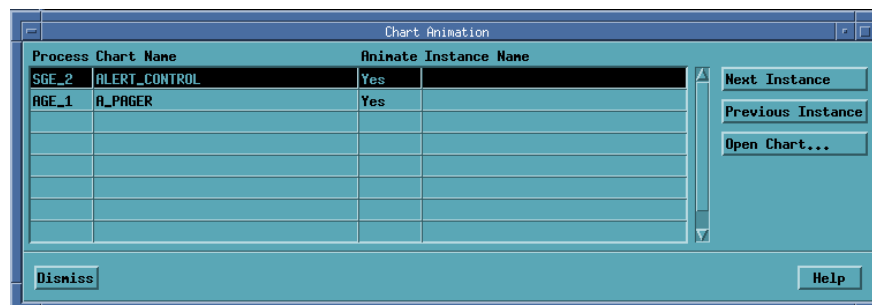 Chart Animation
Process Chart Name Animate Instance Name
SGE_2 ALERT_CONTROL Yes
AGE_1 A_PAGER Yes
Next Instance
Previous Instance
Open Chart...
Dismiss
Help